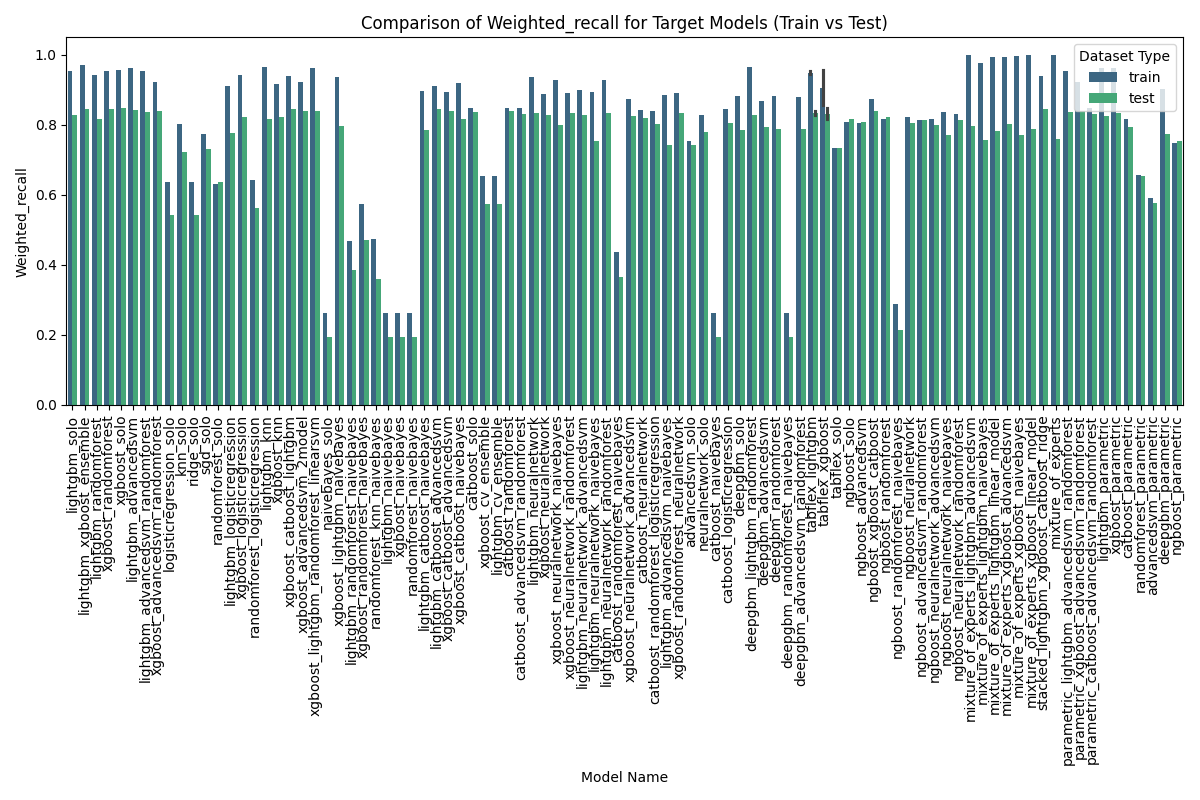 Comparison of Weighted_recall for Target Models (Train vs Test)
Dataset Type
train
test
Weighted_recall
1.0
0.8
0.6
0.4
0.2
0.0
lightgbm_solo
lightgbm_xgboost_ensemble
lightgbm_randomforest
xgboost_randomforest
xgboost_solo
lightgbm_advancedsvm
lightgbm_advancedsvm_randomforest
xgboost_advancedsvm_randomforest
logisticregression_solo
knn_solo
ridge_solo
sgd_solo
randomforest_solo
lightgbm_logisticregression
xgboost_logisticregression
randomforest_logisticregression
lightgbm_knn
xgboost_knn
xgboost_catboost_lightgbm
xgboost_advancedsvm_2model
xgboost_lightgbm_randomforest_linearsvm
naivebayes_solo
xgboost_lightgbm_naivebayes
lightgbm_randomforest_naivebayes
xgboost_randomforest_naivebayes
randomforest_knn_naivebayes
lightgbm_naivebayes
xgboost_naivebayes
randomforest_naivebayes
lightgbm_catboost_naivebayes
lightgbm_catboost_advancedsvm
xgboost_catboost_advancedsvm
xgboost_catboost_naivebayes
catboost_solo
xgboost_cv_ensemble
lightgbm_cv_ensemble
catboost_randomforest
catboost_advancedsvm_randomforest
lightgbm_neuralnetwork
xgboost_neuralnetwork
xgboost_neuralnetwork_naivebayes
xgboost_neuralnetwork_randomforest
lightgbm_neuralnetwork_advancedsvm
lightgbm_neuralnetwork_naivebayes
lightgbm_neuralnetwork_randomforest
catboost_randomforest_naivebayes
xgboost_neuralnetwork_advancedsvm
catboost_neuralnetwork
catboost_randomforest_logisticregression
lightgbm_advancedsvm_naivebayes
xgboost_randomforest_neuralnetwork
advancedsvm_solo
neuralnetwork_solo
catboost_naivebayes
catboost_logisticregression
deepgbm_solo
deepgbm_lightgbm_randomforest
deepgbm_advancedsvm
deepgbm_randomforest
deepgbm_randomforest_naivebayes
deepgbm_advancedsvm_randomforest
tabflex_lightgbm
tabflex_xgboost
tabflex_solo
ngboost_solo
ngboost_advancedsvm
ngboost_xgboost_catboost
ngboost_randomforest
ngboost_randomforest_naivebayes
ngboost_neuralnetwork
ngboost_advancedsvm_randomforest
ngboost_neuralnetwork_advancedsvm
ngboost_neuralnetwork_naivebayes
ngboost_neuralnetwork_randomforest
mixture_of_experts_lightgbm_advancedsvm
mixture_of_experts_lightgbm_naivebayes
mixture_of_experts_lightgbm_linear_model
mixture_of_experts_xgboost_advancedsvm
mixture_of_experts_xgboost_naivebayes
mixture_of_experts_xgboost_linear_model
stacked_lightgbm_xgboost_catboost_ridge
mixture_of_experts
parametric_lightgbm_advancedsvm_randomforest
parametric_xgboost_advancedsvm_randomforest
parametric_catboost_advancedsvm_randomforest
lightgbm_parametric
xgboost_parametric
catboost_parametric
randomforest_parametric
advancedsvm_parametric
deepgbm_parametric
ngboost_parametric
Model Name